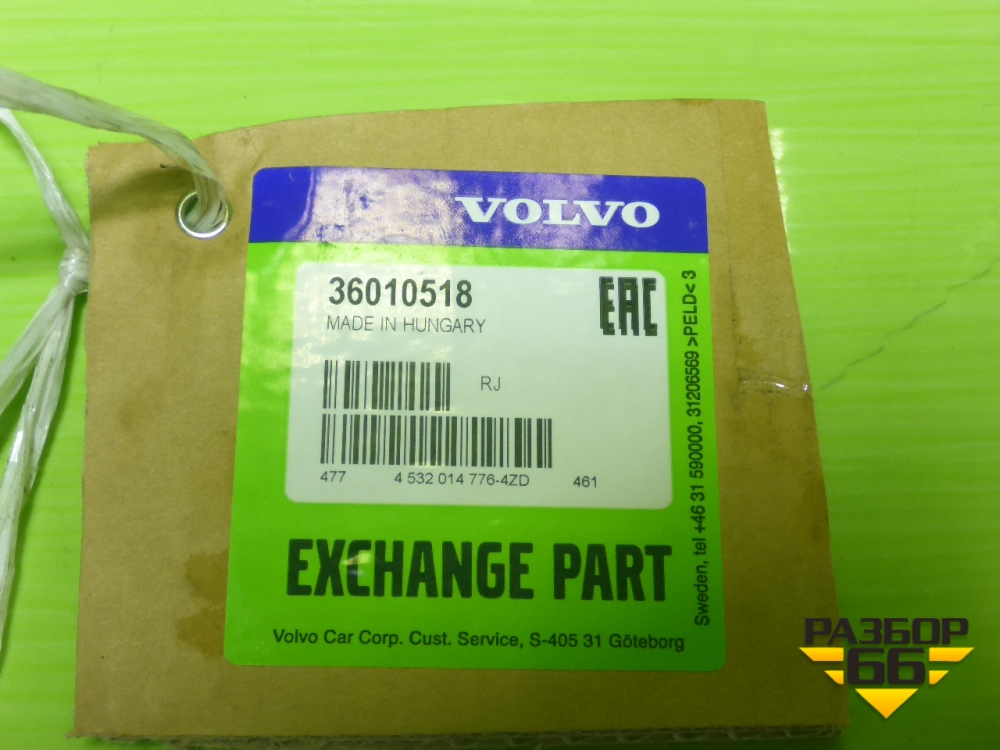 VOLVO
36010518
EAC
MADE IN HUNGARY
RJ
477 4 532 014 776-4ZD 461
EXCHANGE PART
Volvo Car Corp. Cust. Service, S-405 31 Göteborg
Sweden, tel +46 31 590000, 31206569 >PELD< 3
РАЗБОР
66